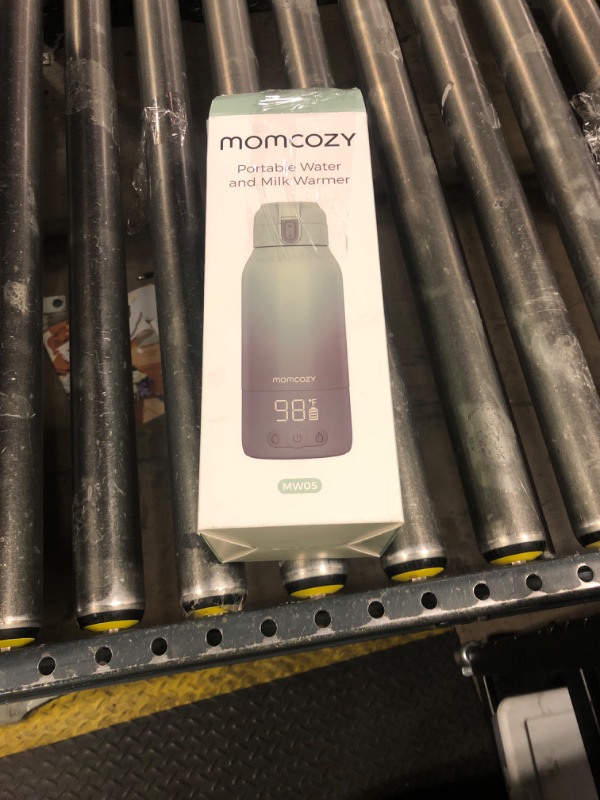 momcozy
Portable Water
and Milk Warmer
momcozy
98°F
MW05